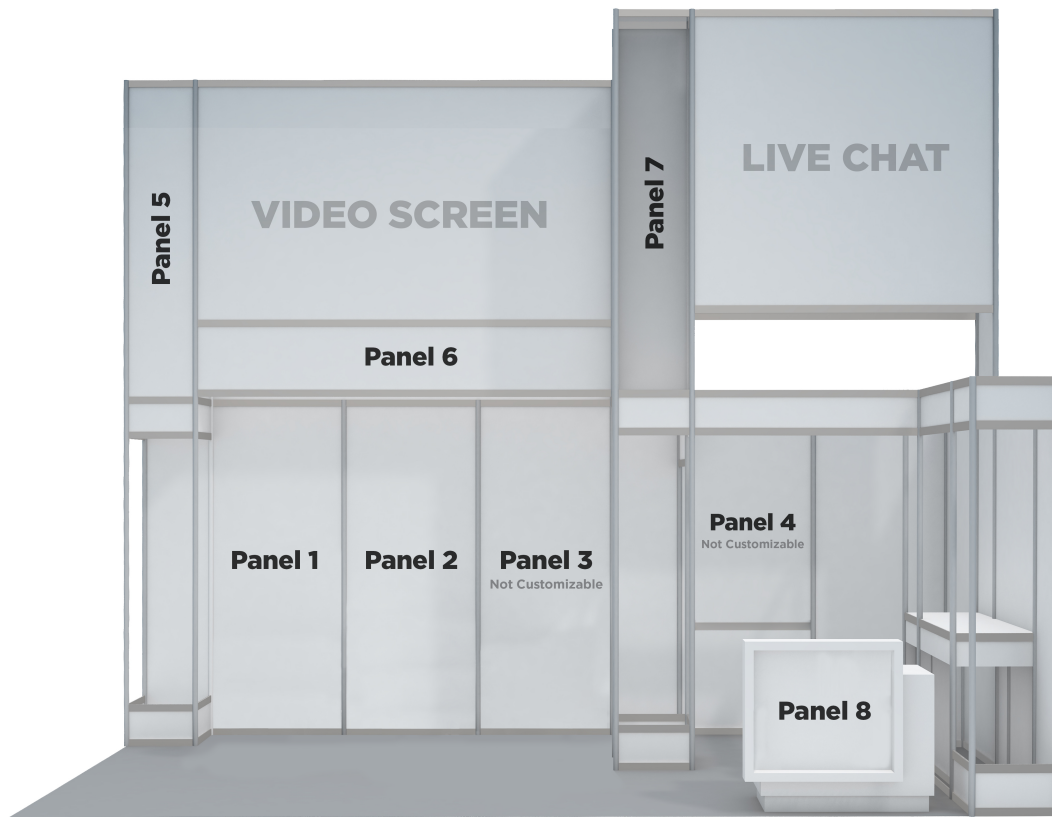 LIVE CHAT
VIDEO SCREEN
Panel 5
Panel 7
Panel 6
Panel 1
Panel 2
Panel 3
Not Customizable
Panel 4
Not Customizable
Panel 8